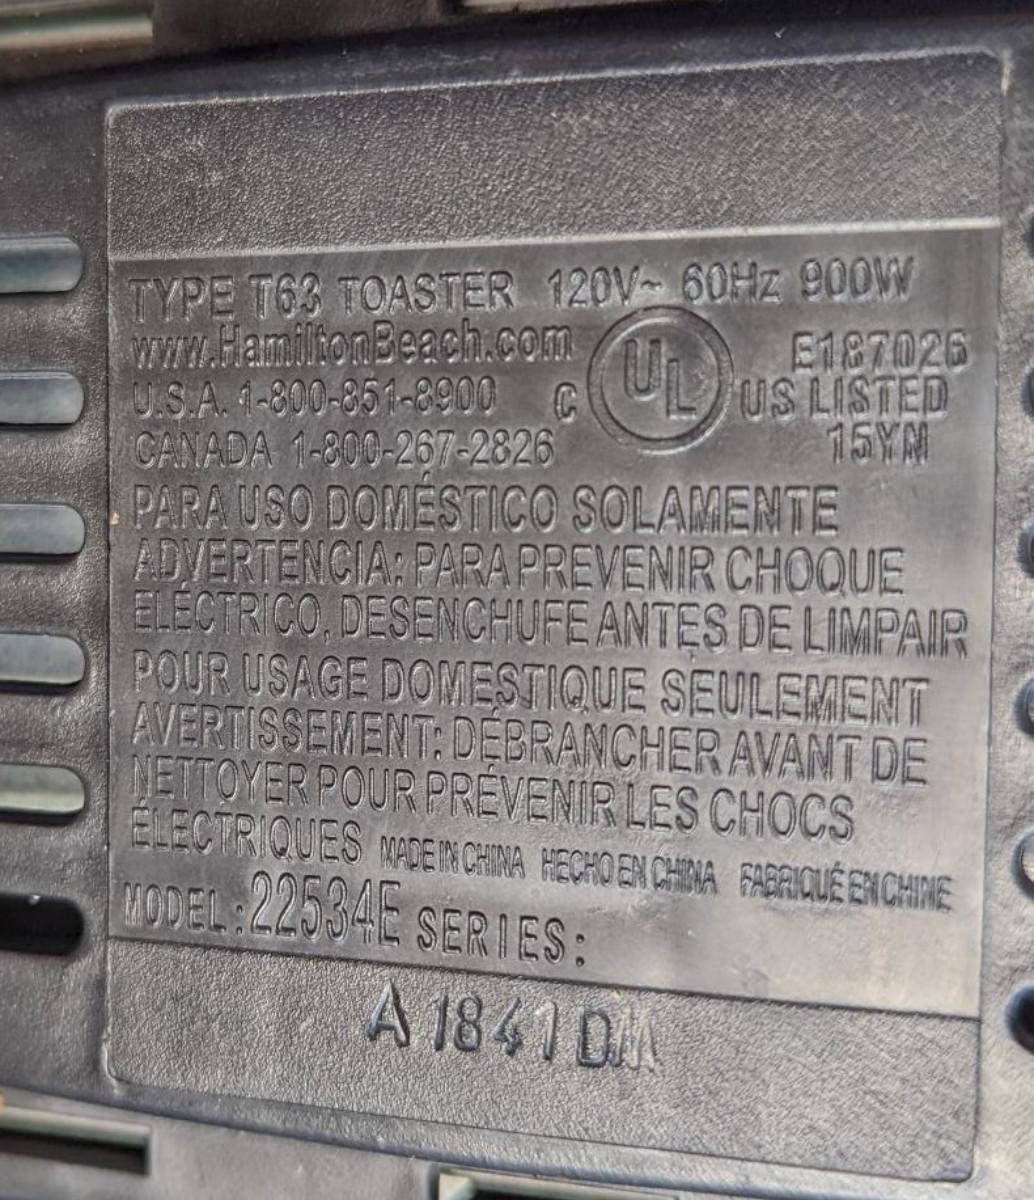 TYPE T63 TOASTER 120V~ 60Hz 900W
www.HamiltonBeach.com
U.S.A. 1-800-851-8900
CANADA 1-800-267-2826
C UL US LISTED
E187026
15YN
PARA USO DOMÉSTICO SOLAMENTE
ADVERTENCIA: PARA PREVENIR CHOQUE
ELÉCTRICO, DESENCHUFE ANTES DE LIMPAIR
POUR USAGE DOMESTIQUE SEULEMENT
AVERTISSEMENT: DÉBRANCHER AVANT DE
NETTOYER POUR PRÉVENIR LES CHOCS
ÉLECTRIQUES MADE IN CHINA HECHO EN CHINA FABRIQUÉ EN CHINE
MODEL: 22534E SERIES:
A1841D